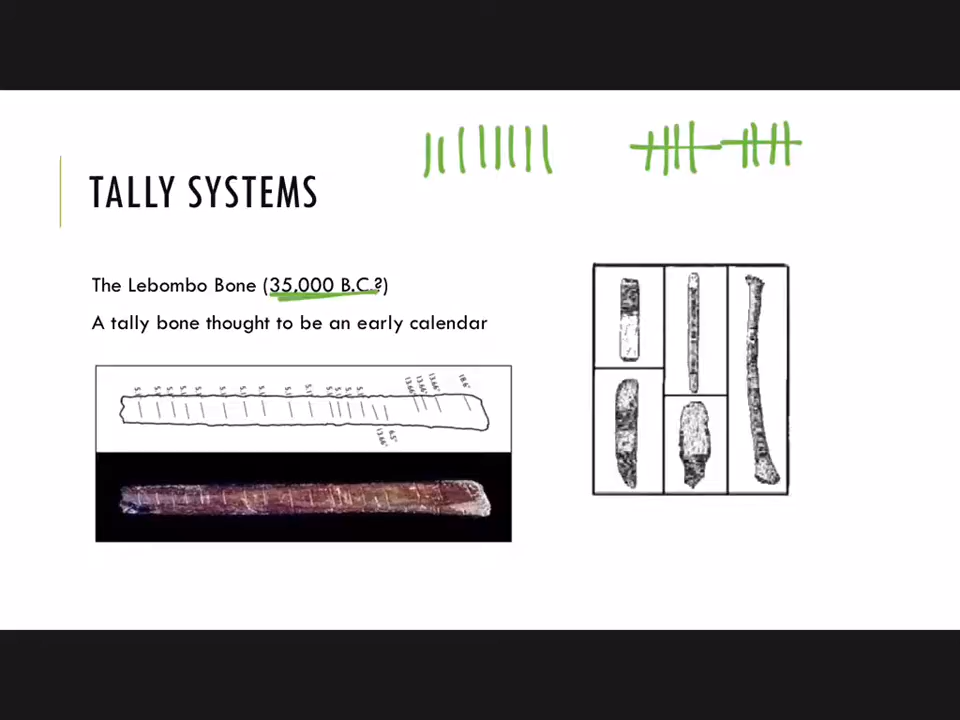 TALLY SYSTEMS
The Lebombo Bone (35,000 B.C.?)
A tally bone thought to be an early calendar